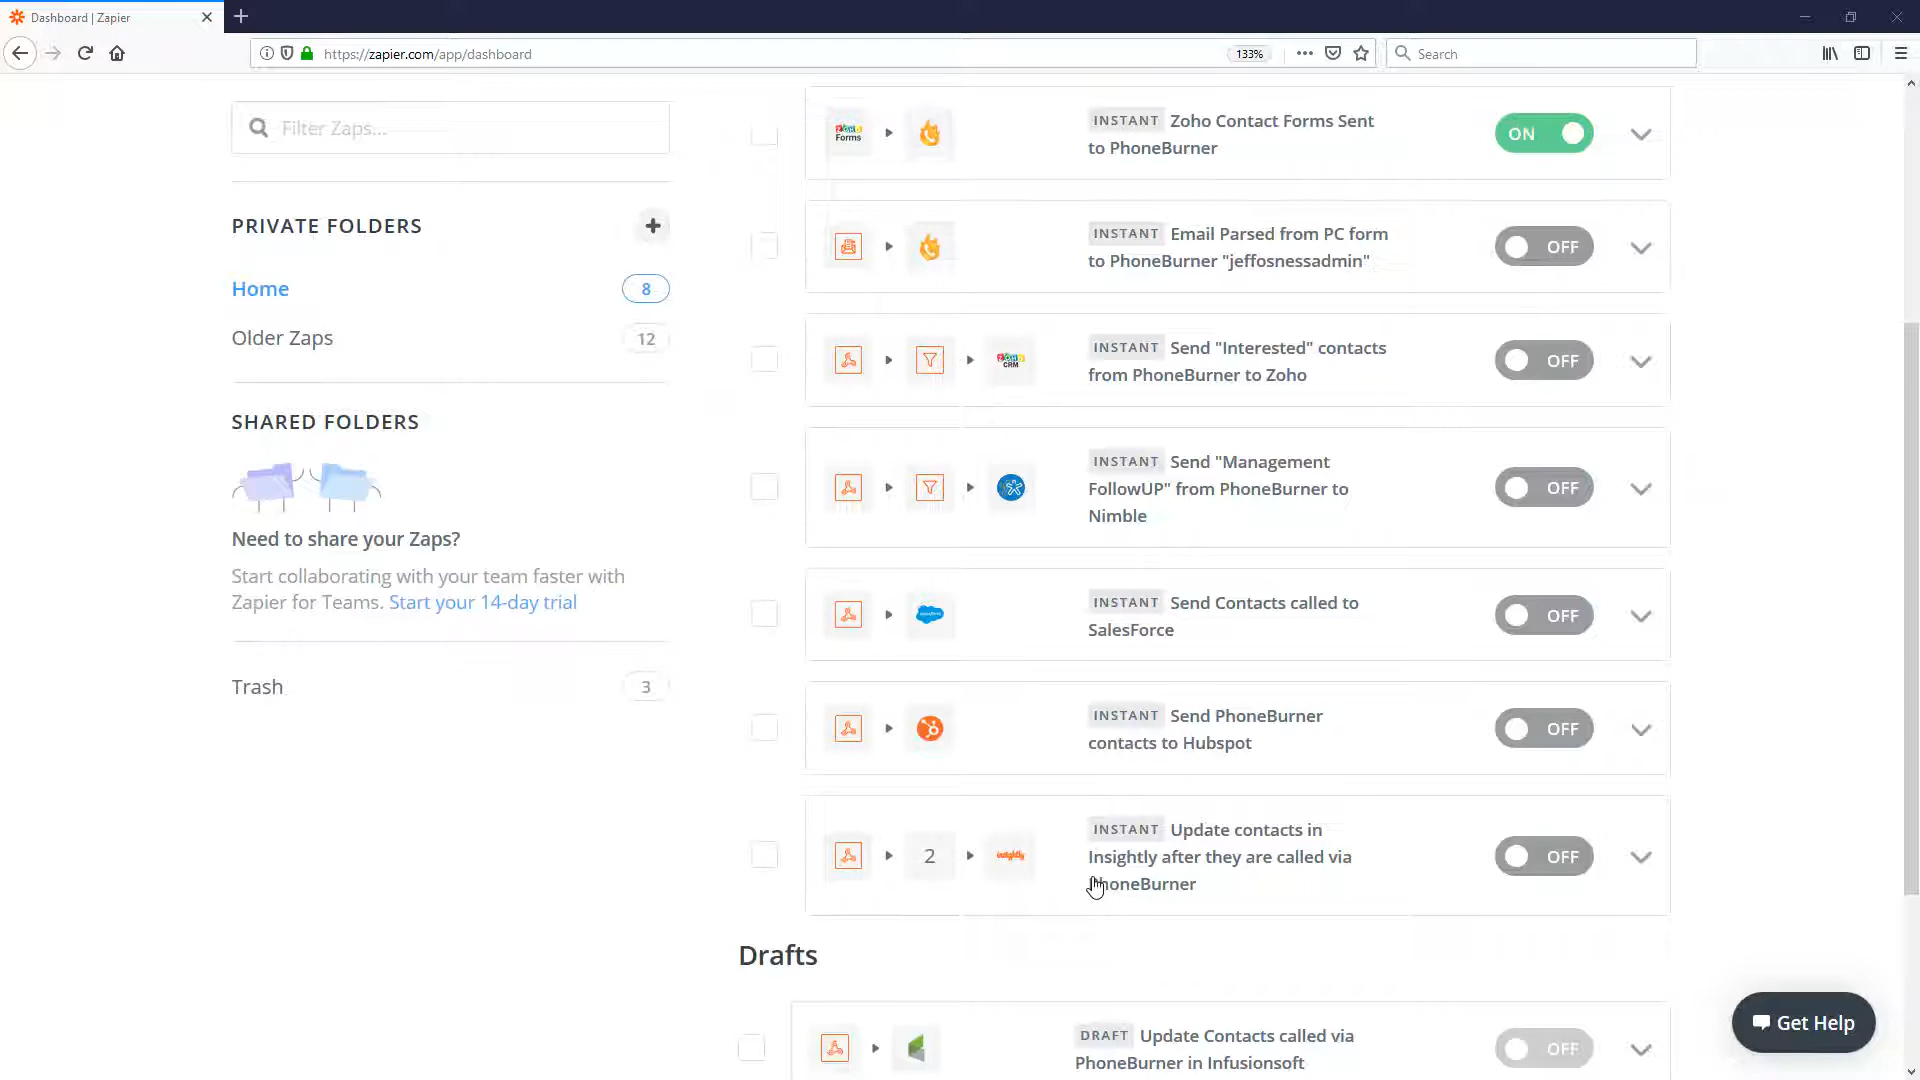 Dashboard | Zapier
https://zapier.com/app/dashboard
133%
Search
Filter Zaps...
PRIVATE FOLDERS
Home
8
Older Zaps
12
SHARED FOLDERS
Need to share your Zaps?
Start collaborating with your team faster with
Zapier for Teams. Start your 14-day trial
Trash
3
ZOHO
Forms
INSTANT Zoho Contact Forms Sent
to PhoneBurner
ON
INSTANT Email Parsed from PC form
to PhoneBurner "jeffosnessadmin"
OFF
ZOHO
CRM
INSTANT Send "Interested" contacts
from PhoneBurner to Zoho
OFF
INSTANT Send "Management
FollowUP" from PhoneBurner to
Nimble
OFF
INSTANT Send Contacts called to
SalesForce
OFF
INSTANT Send PhoneBurner
contacts to Hubspot
OFF
2
insightly
INSTANT Update contacts in
Insightly after they are called via
PhoneBurner
OFF
Drafts
DRAFT Update Contacts called via
PhoneBurner in Infusionsoft
OFF
Get Help